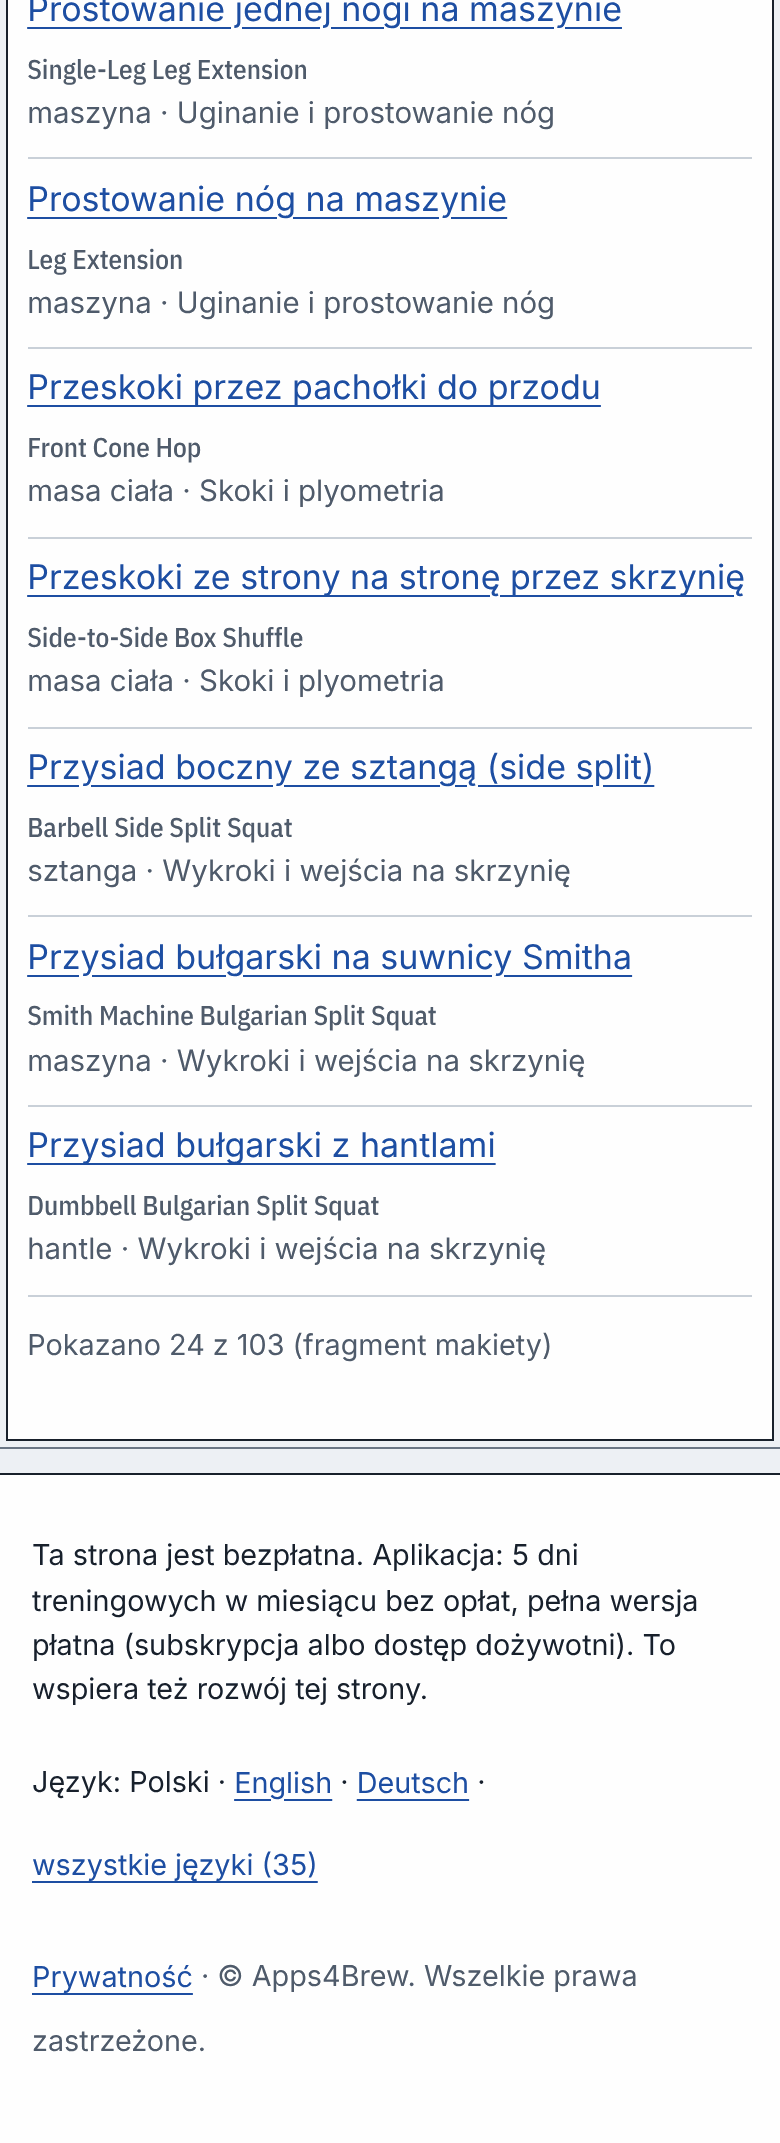 Prostowanie jednej nogi na maszynie
Single-Leg Leg Extension
maszyna · Uginanie i prostowanie nóg
Prostowanie nóg na maszynie
Leg Extension
maszyna · Uginanie i prostowanie nóg
Przeskoki przez pachołki do przodu
Front Cone Hop
masa ciała · Skoki i plyometria
Przeskoki ze strony na stronę przez skrzynię
Side-to-Side Box Shuffle
masa ciała · Skoki i plyometria
Przysiad boczny ze sztangą (side split)
Barbell Side Split Squat
sztanga · Wykroki i wejścia na skrzynię
Przysiad bułgarski na suwnicy Smitha
Smith Machine Bulgarian Split Squat
maszyna · Wykroki i wejścia na skrzynię
Przysiad bułgarski z hantlami
Dumbbell Bulgarian Split Squat
hantle · Wykroki i wejścia na skrzynię
Pokazano 24 z 103 (fragment makiety)
Ta strona jest bezpłatna. Aplikacja: 5 dni
treningowych w miesiącu bez opłat, pełna wersja
płatna (subskrypcja albo dostęp dożywotni). To
wspiera też rozwój tej strony.
Język: Polski · English · Deutsch ·
wszystkie języki (35)
Prywatność · © Apps4Brew. Wszelkie prawa
zastrzeżone.